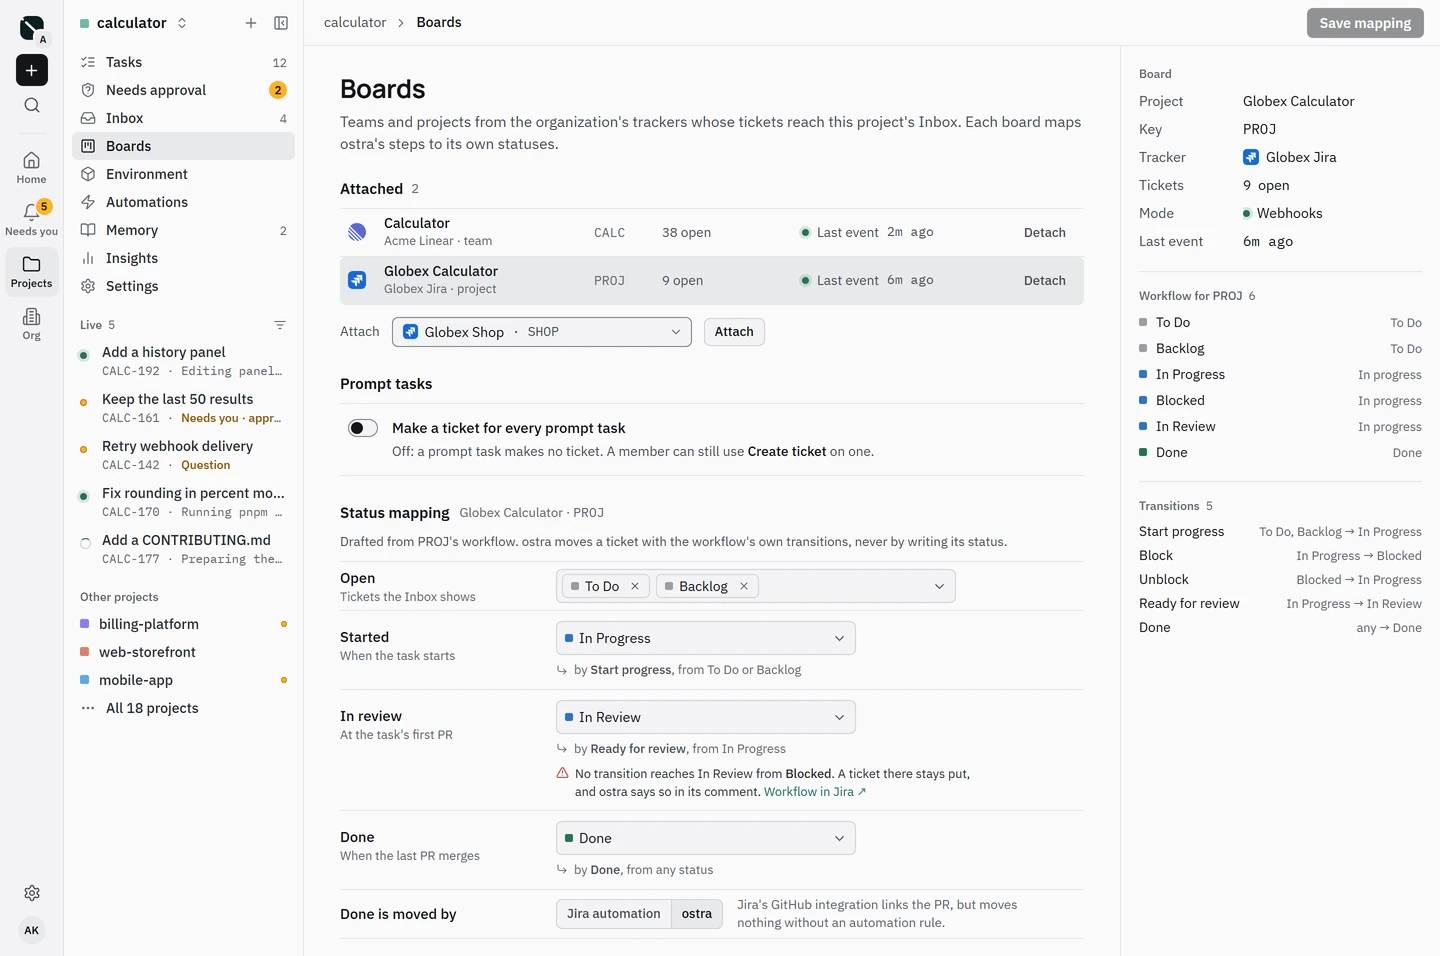 A
Home
5
Needs you
Projects
Org
AK
calculator
Tasks 12
Needs approval 2
Inbox 4
Boards
Environment
Automations
Memory 2
Insights
Settings
Live 5
Add a history panel
CALC-192 · Editing panel…
Keep the last 50 results
CALC-161 · Needs you · appr…
Retry webhook delivery
CALC-142 · Question
Fix rounding in percent mo…
CALC-170 · Running pnpm …
Add a CONTRIBUTING.md
CALC-177 · Preparing the…
Other projects
billing-platform
web-storefront
mobile-app
All 18 projects
calculator > Boards
Save mapping
Boards
Teams and projects from the organization's trackers whose tickets reach this project's Inbox. Each board maps
ostra's steps to its own statuses.
Attached 2
Calculator
Acme Linear · team
CALC 38 open Last event 2m ago Detach
Globex Calculator
Globex Jira · project
PROJ 9 open Last event 6m ago Detach
Attach Globex Shop · SHOP Attach
Prompt tasks
Make a ticket for every prompt task
Off: a prompt task makes no ticket. A member can still use Create ticket on one.
Status mapping Globex Calculator · PROJ
Drafted from PROJ's workflow. ostra moves a ticket with the workflow's own transitions, never by writing its status.
Open
Tickets the Inbox shows
To Do × Backlog ×
Started
When the task starts
In Progress
↳ by Start progress, from To Do or Backlog
In review
At the task's first PR
In Review
↳ by Ready for review, from In Progress
No transition reaches In Review from Blocked. A ticket there stays put,
and ostra says so in its comment. Workflow in Jira ↗
Done
When the last PR merges
Done
↳ by Done, from any status
Done is moved by
Jira automation ostra
Jira's GitHub integration links the PR, but moves
nothing without an automation rule.
Board
Project Globex Calculator
Key PROJ
Tracker Globex Jira
Tickets 9 open
Mode Webhooks
Last event 6m ago
Workflow for PROJ 6
To Do To Do
Backlog To Do
In Progress In progress
Blocked In progress
In Review In progress
Done Done
Transitions 5
Start progress To Do, Backlog → In Progress
Block In Progress → Blocked
Unblock Blocked → In Progress
Ready for review In Progress → In Review
Done any → Done